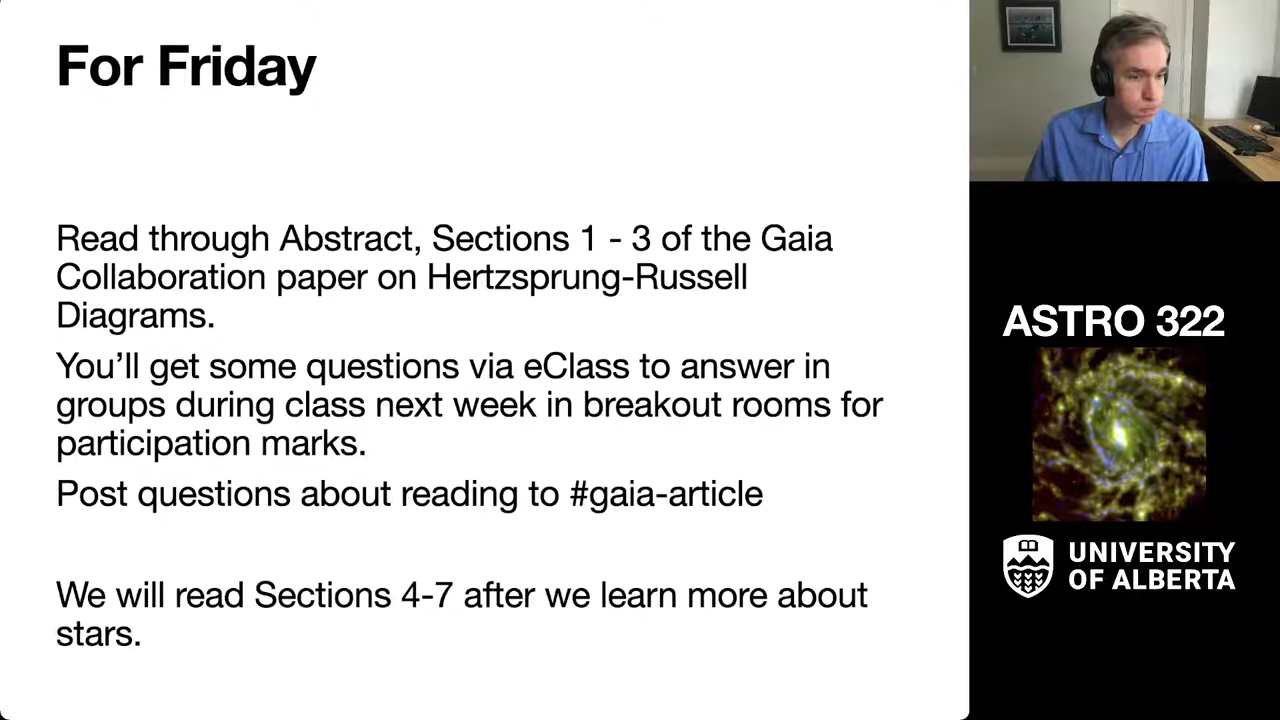 For Friday
Read through Abstract, Sections 1 - 3 of the Gaia
Collaboration paper on Hertzsprung-Russell
Diagrams.
You’ll get some questions via eClass to answer in
groups during class next week in breakout rooms for
participation marks.
Post questions about reading to #gaia-article
We will read Sections 4-7 after we learn more about
stars.
ASTRO 322
UNIVERSITY
OF ALBERTA